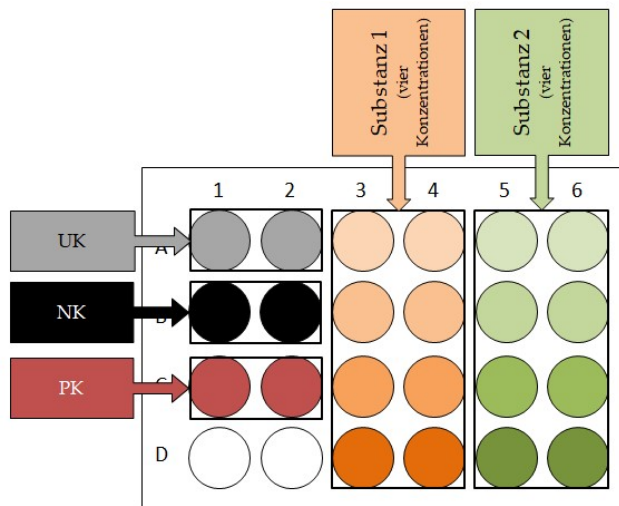 Substanz 1
(vier
Konzentrationen)
Substanz 2
(vier
Konzentrationen)
1 2 3 4 5 6
UK
A
NK
B
PK
C
D